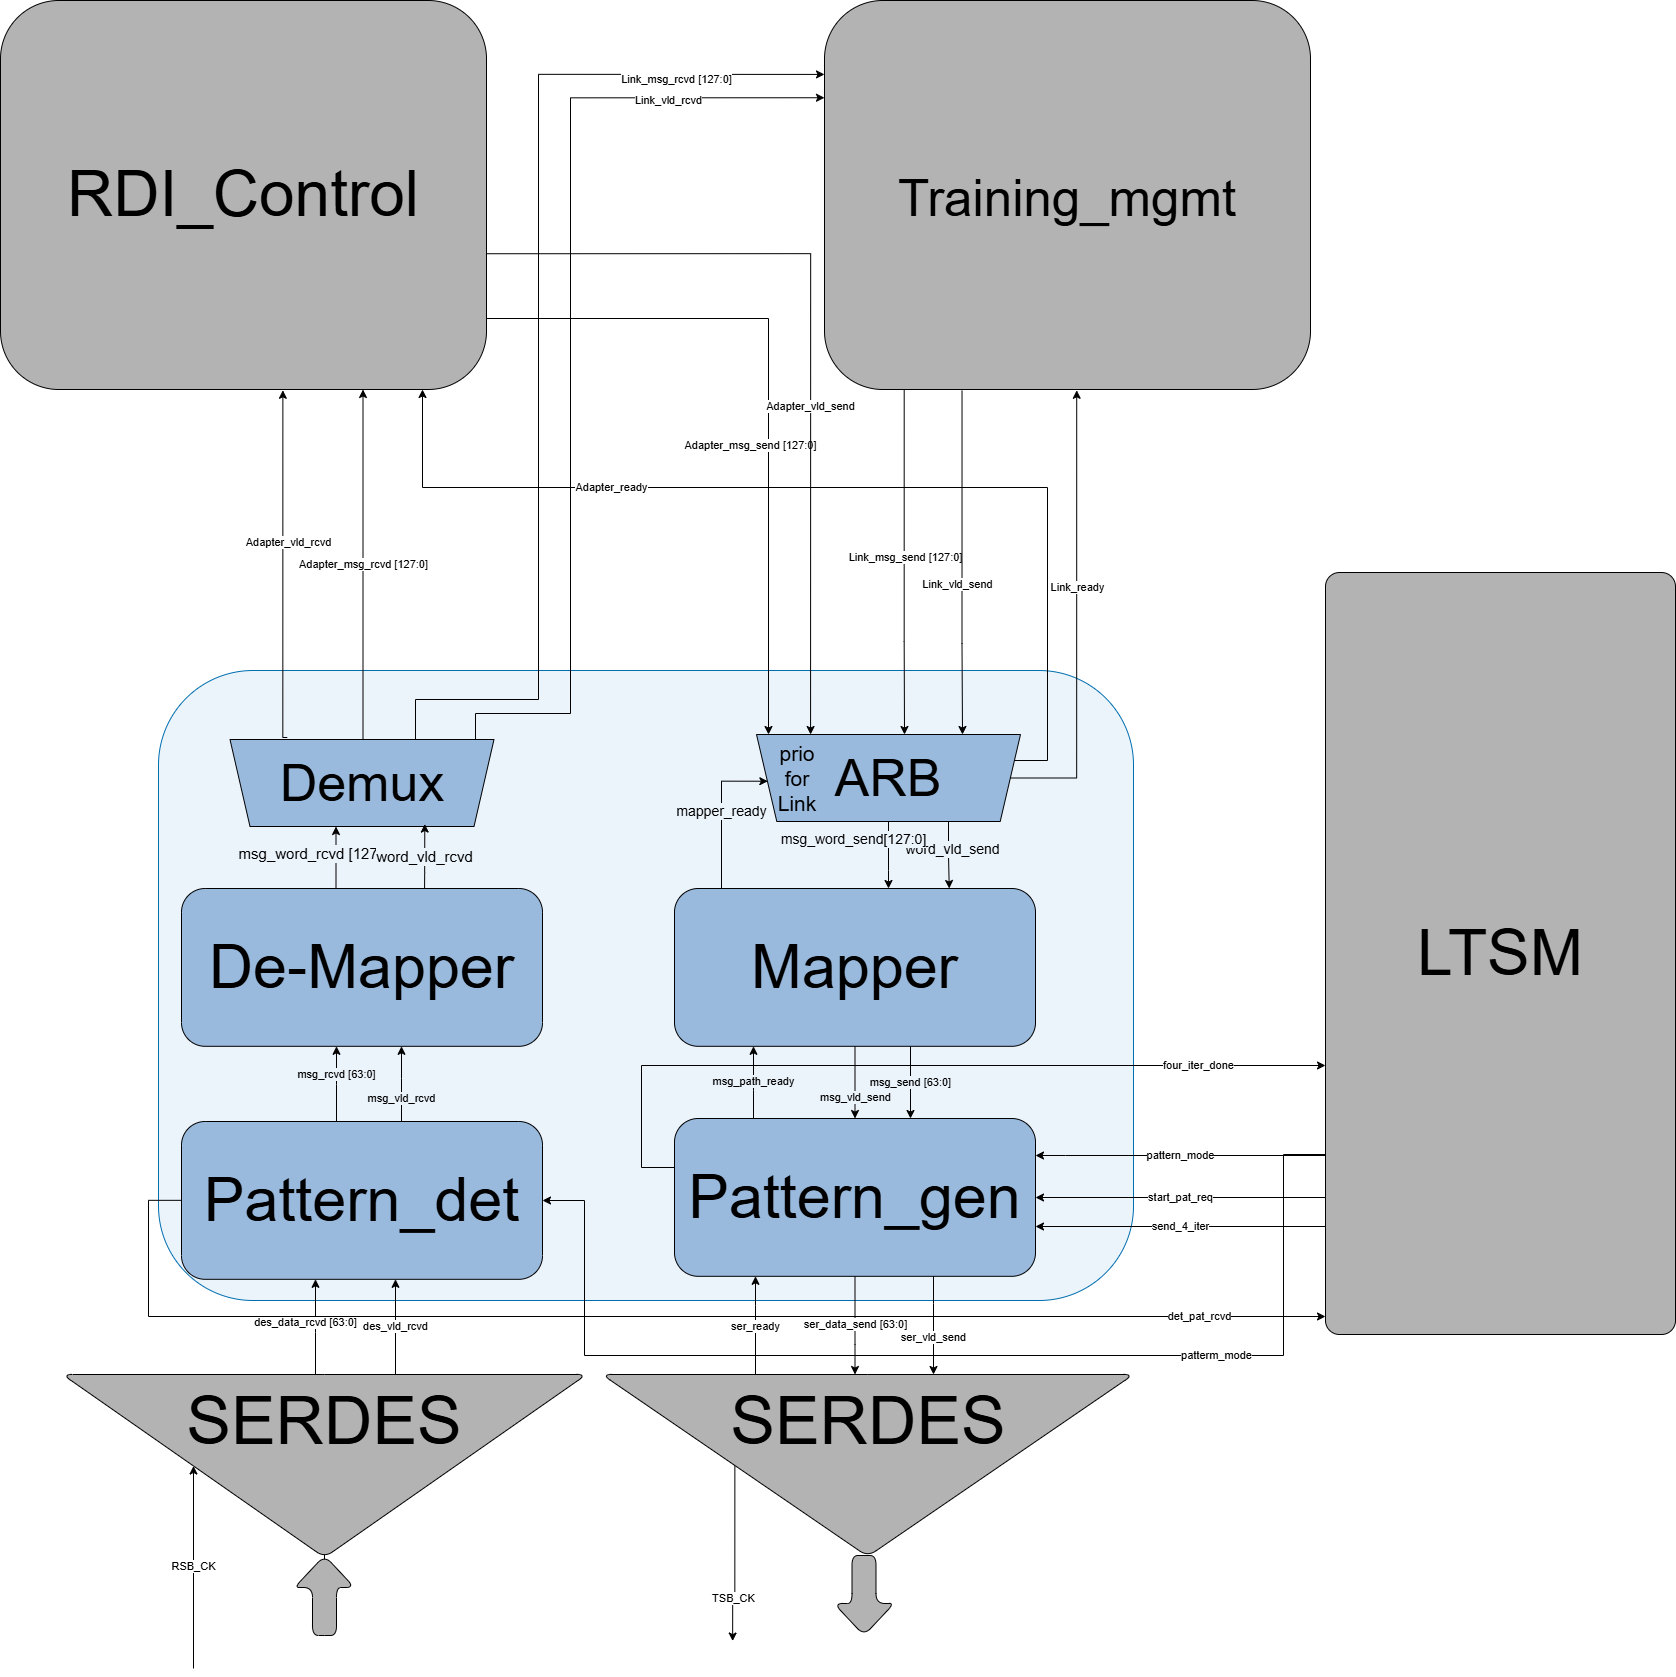 Link_msg_rcvd [127:0]
Link_vld_rcvd
RDI_Control
Training_mgmt
Adapter_vld_send
Adapter_msg_send [127:0]
Adapter_ready
Adapter_vld_rcvd
Adapter_msg_rcvd [127:0]
Link_msg_send [127:0]
Link_vld_send
Link_ready
Demux
prio
for
Link
ARB
mapper_ready
msg_word_send[127:0]
word_vld_send
msg_word_rcvd [127
word_vld_rcvd
De-Mapper
Mapper
LTSM
four_iter_done
msg_rcvd [63:0]
msg_vld_rcvd
msg_path_ready
msg_send [63:0]
msg_vld_send
pattern_mode
start_pat_req
send_4_iter
Pattern_det
Pattern_gen
det_pat_rcvd
des_data_rcvd [63:0]
des_vld_rcvd
ser_ready
ser_data_send [63:0]
ser_vld_send
patterm_mode
SERDES
SERDES
RSB_CK
TSB_CK